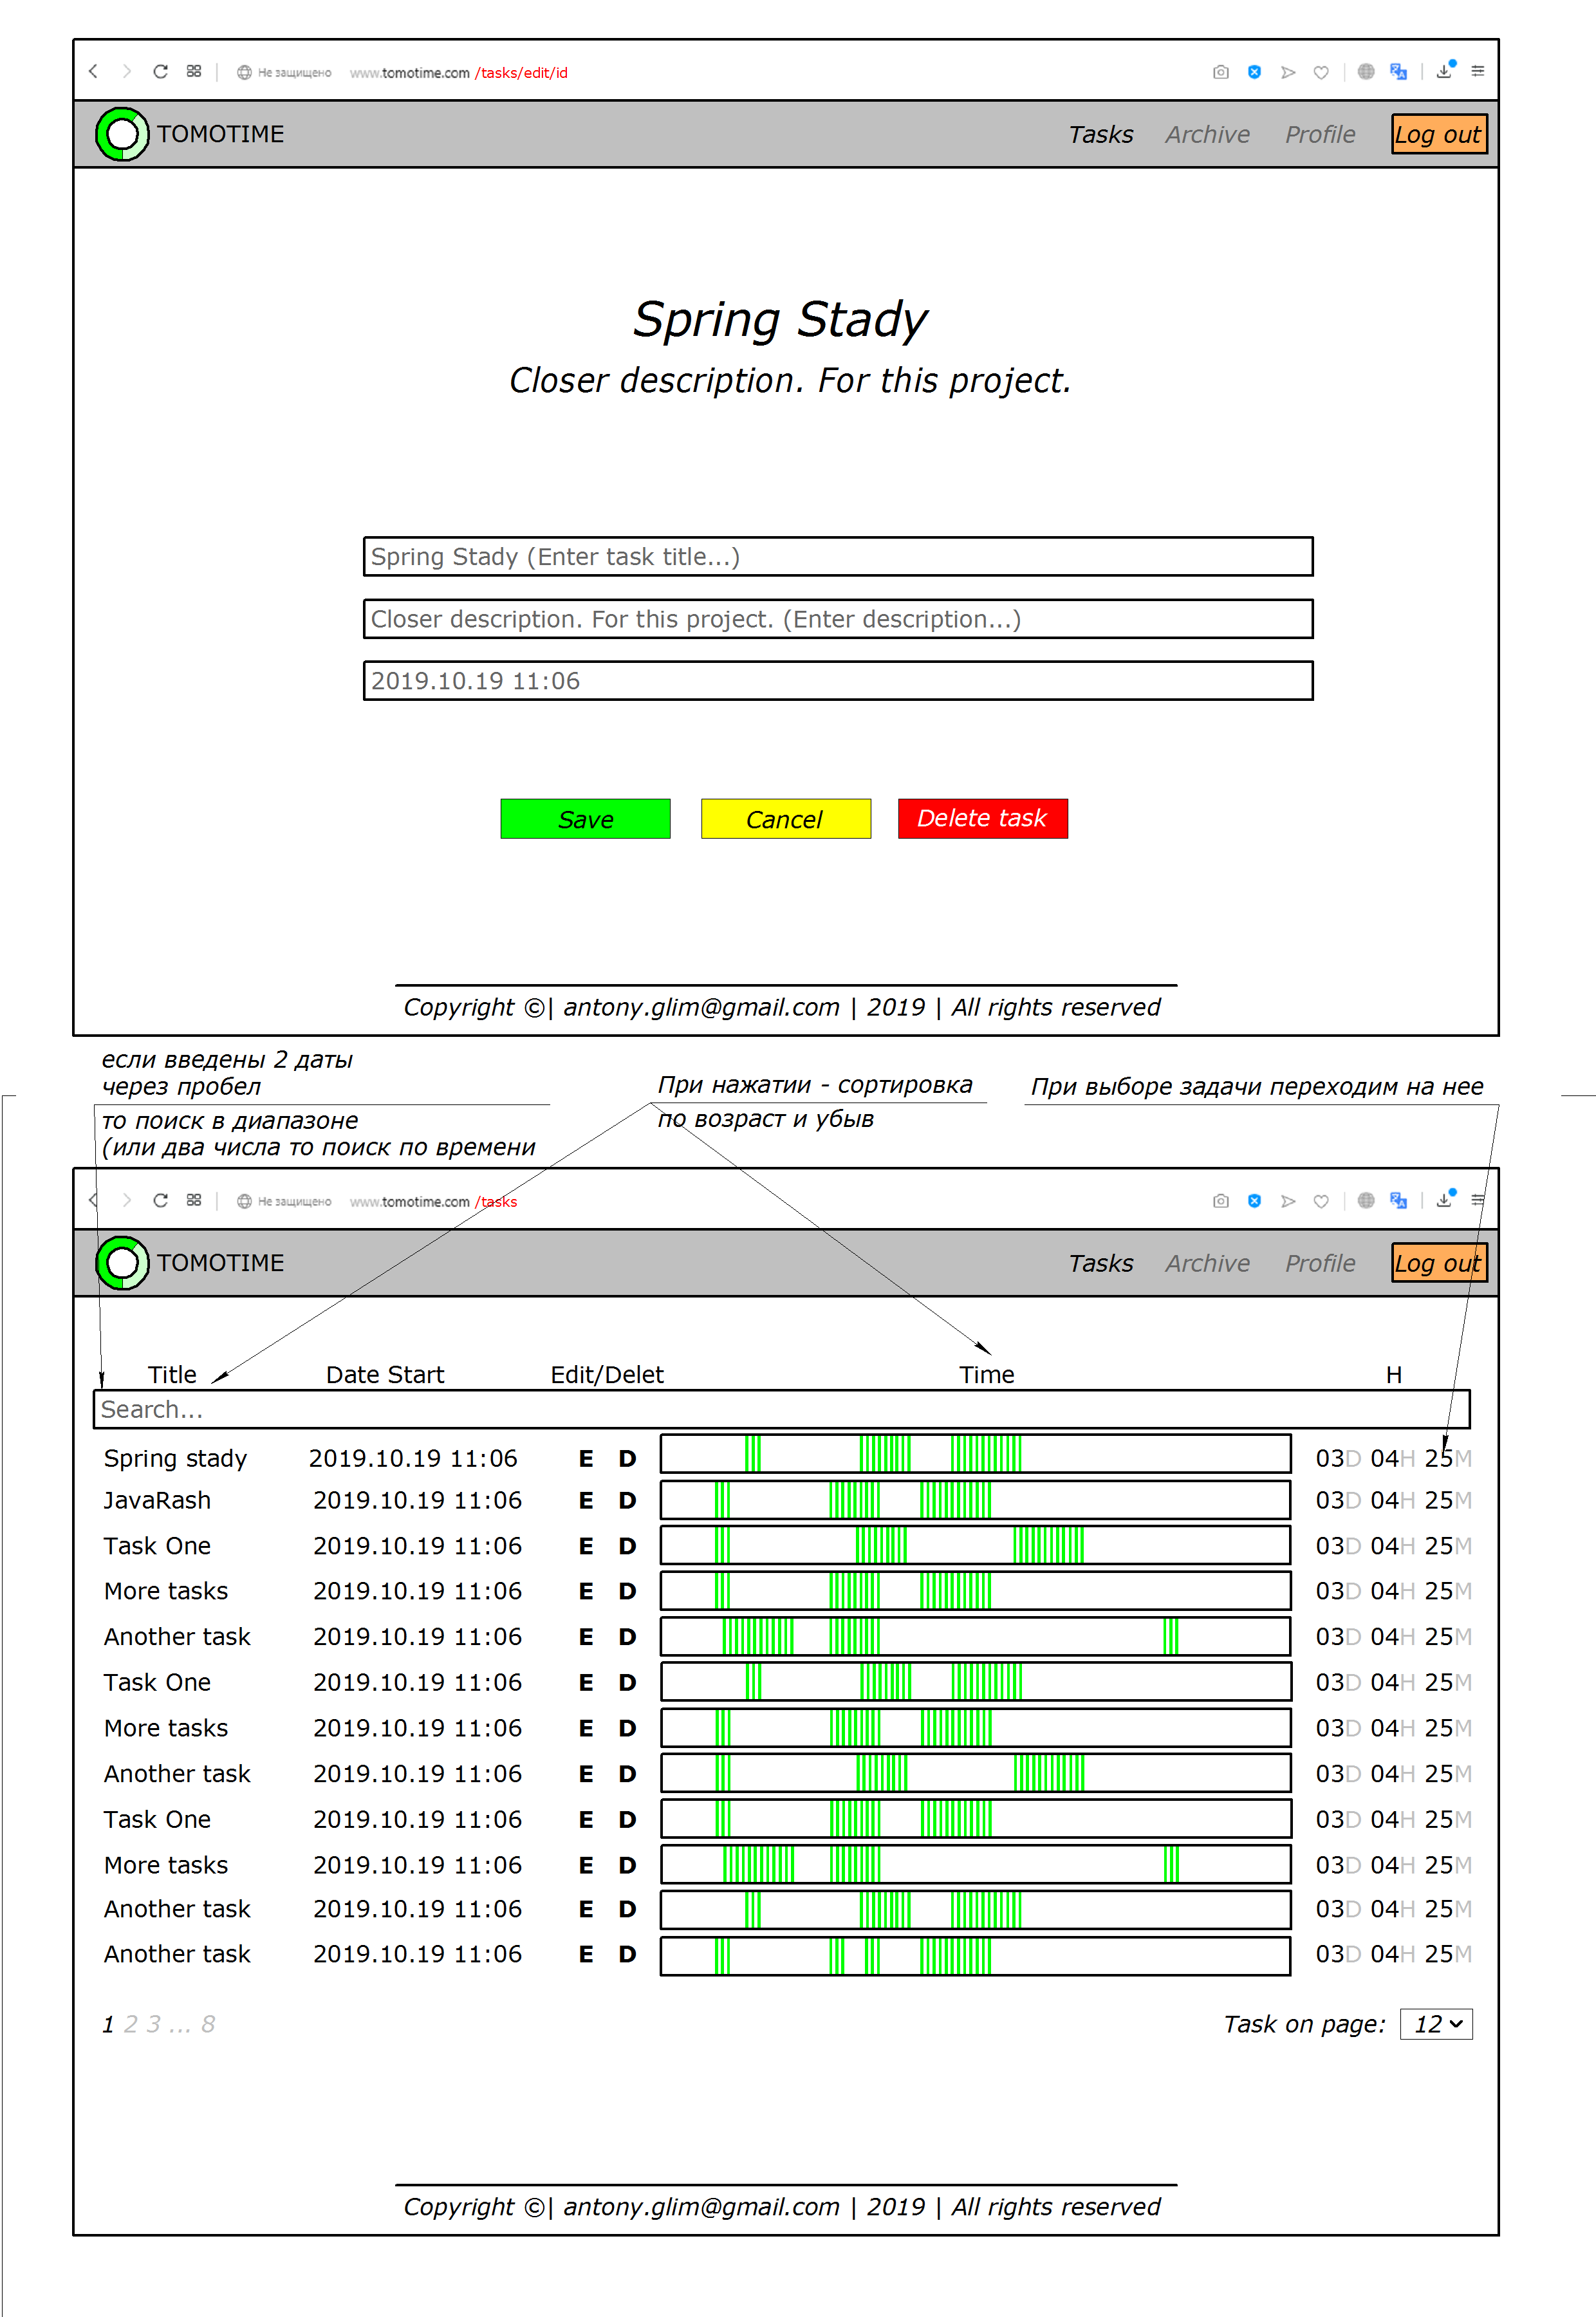 Не защищено www.tomotime.com /tasks/edit/id
TOMOTIME Tasks Archive Profile Log out
Spring Stady
Closer description. For this project.
Spring Stady (Enter task title...)
Closer description. For this project. (Enter description...)
2019.10.19 11:06
Save Cancel Delete task
Copyright ©| antony.glim@gmail.com | 2019 | All rights reserved
если введены 2 даты
через пробел
то поиск в диапазоне
(или два числа то поиск по времени
При нажатии - сортировка
по возраст и убыв
При выборе задачи переходим на нее
Не защищено www.tomotime.com /tasks
TOMOTIME Tasks Archive Profile Log out
Title Date Start Edit/Delet Time H
Search...
Spring stady 2019.10.19 11:06 E D 03D 04H 25M
JavaRash 2019.10.19 11:06 E D 03D 04H 25M
Task One 2019.10.19 11:06 E D 03D 04H 25M
More tasks 2019.10.19 11:06 E D 03D 04H 25M
Another task 2019.10.19 11:06 E D 03D 04H 25M
Task One 2019.10.19 11:06 E D 03D 04H 25M
More tasks 2019.10.19 11:06 E D 03D 04H 25M
Another task 2019.10.19 11:06 E D 03D 04H 25M
Task One 2019.10.19 11:06 E D 03D 04H 25M
More tasks 2019.10.19 11:06 E D 03D 04H 25M
Another task 2019.10.19 11:06 E D 03D 04H 25M
Another task 2019.10.19 11:06 E D 03D 04H 25M
1 2 3 ... 8 Task on page: 12
Copyright ©| antony.glim@gmail.com | 2019 | All rights reserved